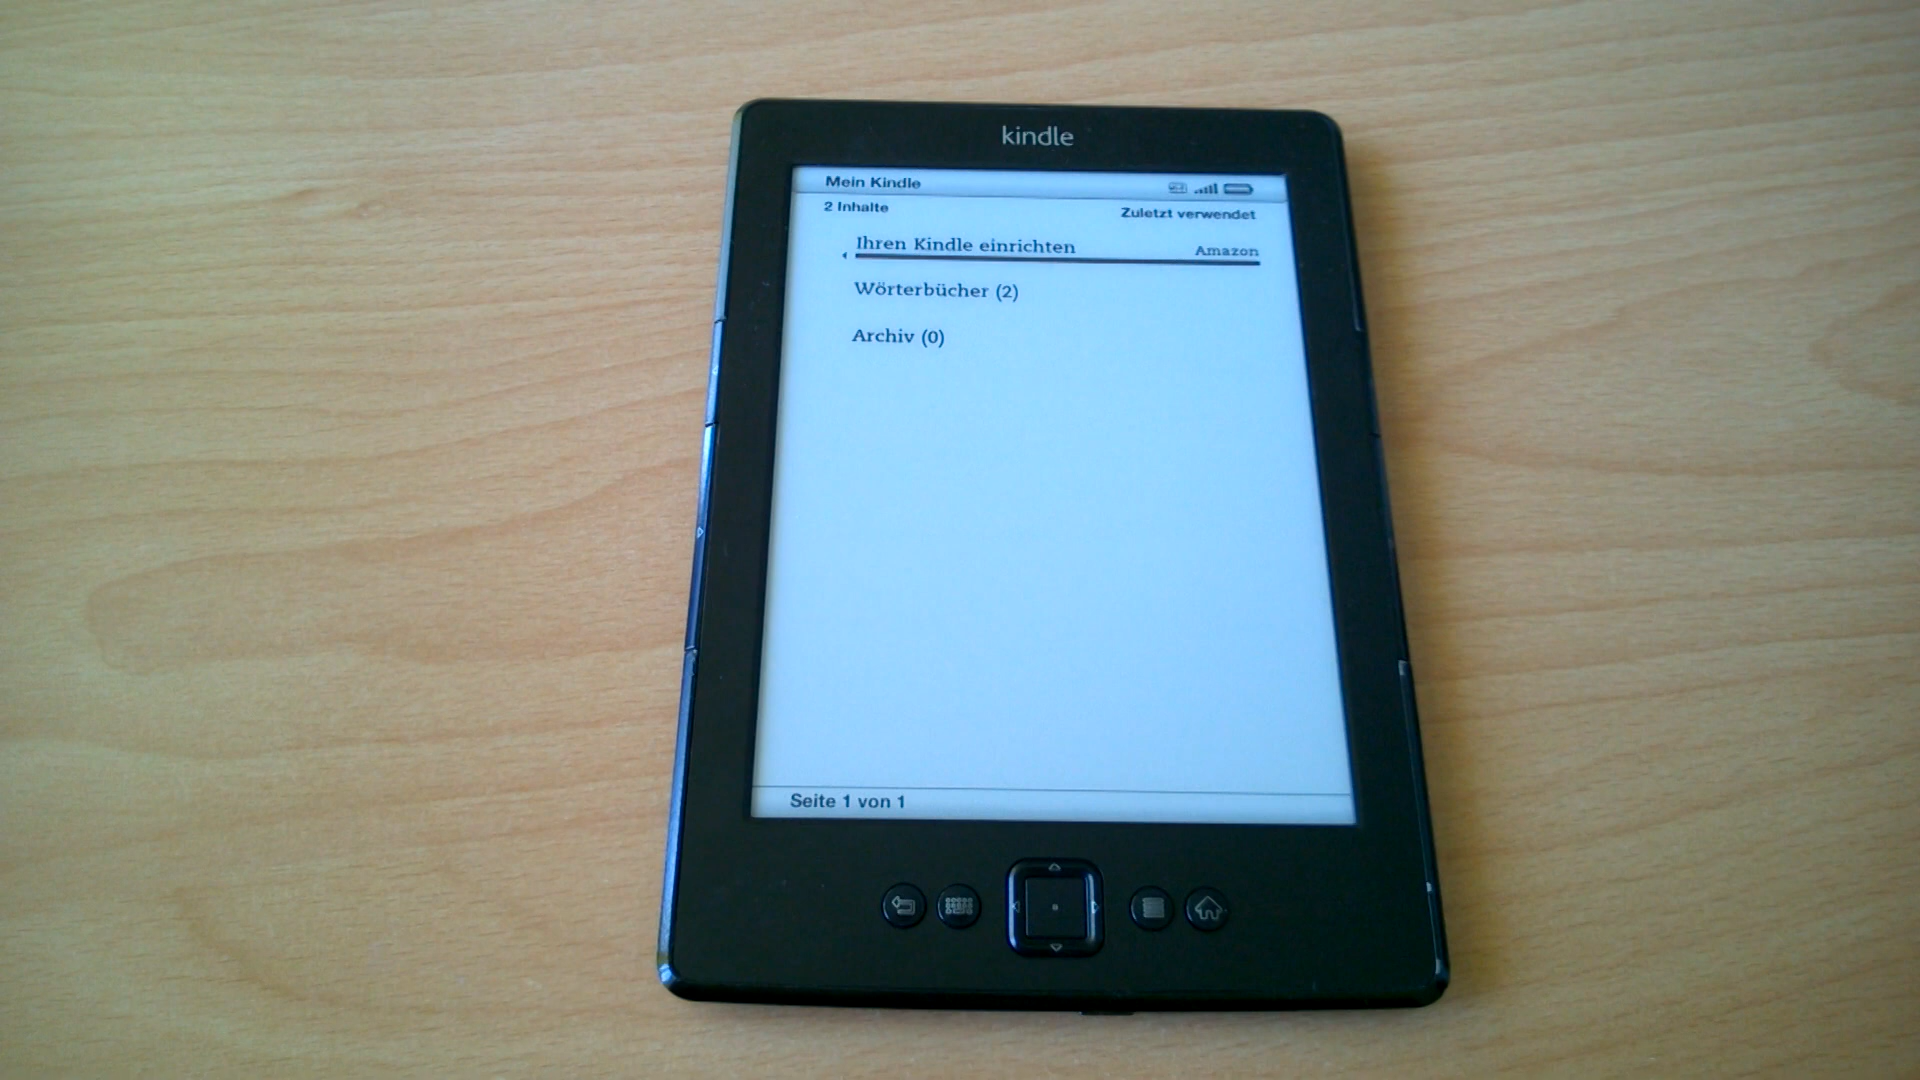 kindle
Mein Kindle
2 Inhalte Zuletzt verwendet
Ihren Kindle einrichten Amazon
Wörterbücher (2)
Archiv (0)
Seite 1 von 1